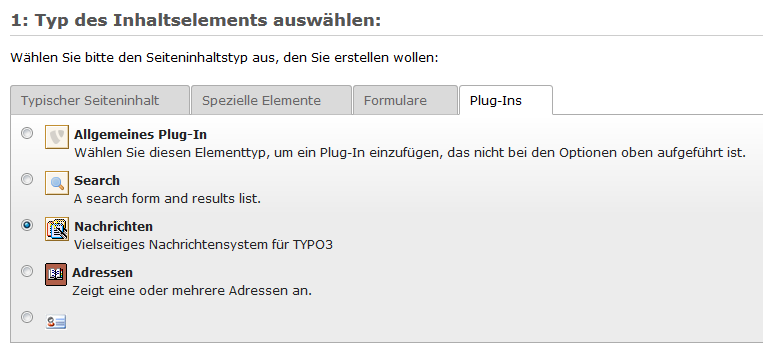 1: Typ des Inhaltselements auswählen:
Wählen Sie bitte den Seiteninhaltstyp aus, den Sie erstellen wollen:
Typischer Seiteninhalt Spezielle Elemente Formulare Plug-Ins
Allgemeines Plug-In
Wählen Sie diesen Elementtyp, um ein Plug-In einzufügen, das nicht bei den Optionen oben aufgeführt ist.
Search
A search form and results list.
Nachrichten
Vielseitiges Nachrichtensystem für TYPO3
Adressen
Zeigt eine oder mehrere Adressen an.